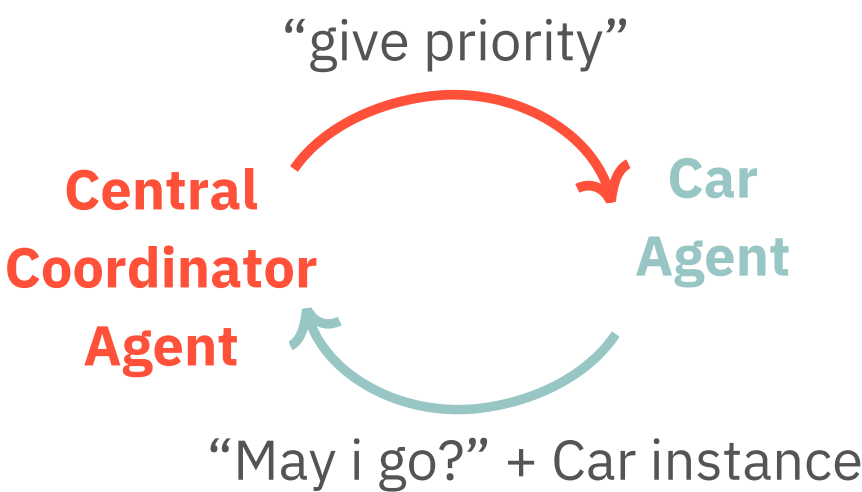 “give priority”
Central
Coordinator
Agent
Car
Agent
“May i go?” + Car instance